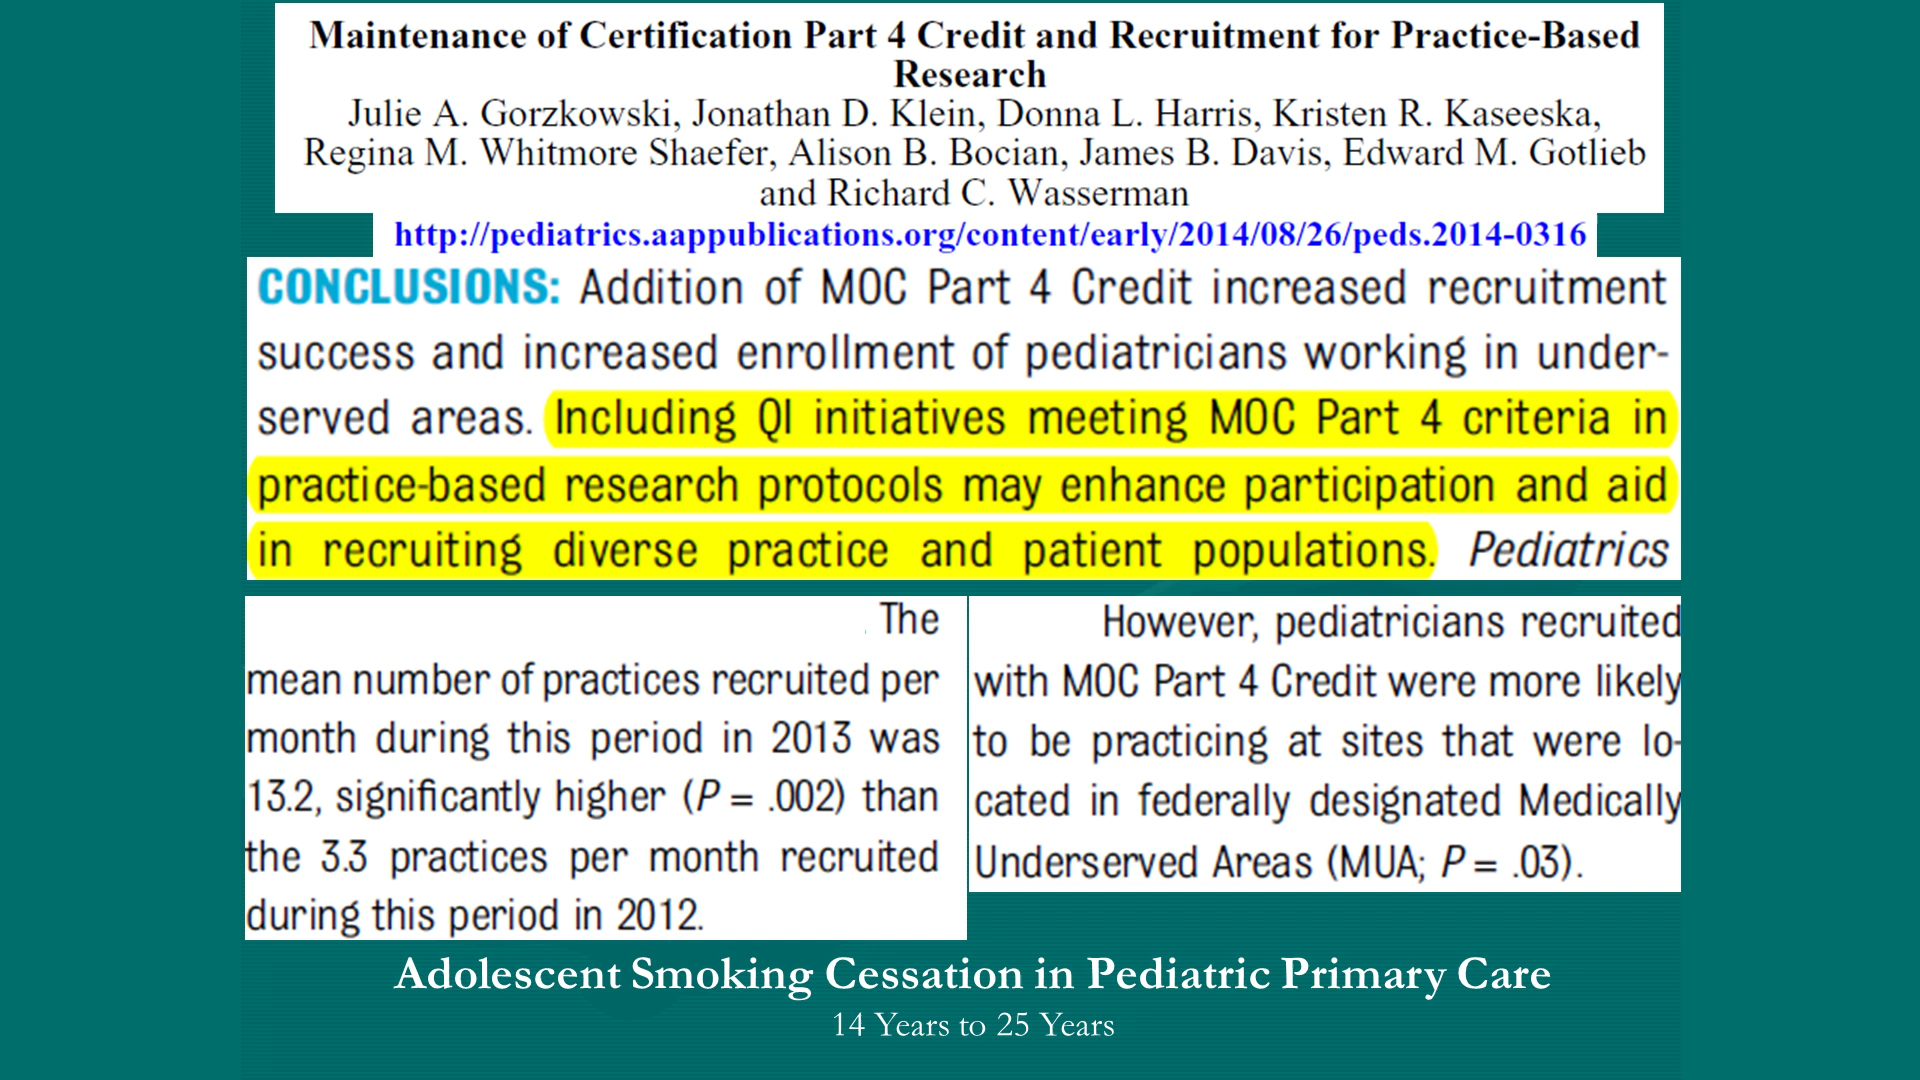 Maintenance of Certification Part 4 Credit and Recruitment for Practice-Based
Research
Julie A. Gorzkowski, Jonathan D. Klein, Donna L. Harris, Kristen R. Kaseeska,
Regina M. Whitmore Shaefer, Alison B. Bocian, James B. Davis, Edward M. Gotlieb
and Richard C. Wasserman
http://pediatrics.aappublications.org/content/early/2014/08/26/peds.2014-0316
CONCLUSIONS: Addition of MOC Part 4 Credit increased recruitment
success and increased enrollment of pediatricians working in under-
served areas. Including QI initiatives meeting MOC Part 4 criteria in
practice-based research protocols may enhance participation and aid
in recruiting diverse practice and patient populations. Pediatrics
The
mean number of practices recruited per
month during this period in 2013 was
13.2, significantly higher (P = .002) than
the 3.3 practices per month recruited
during this period in 2012.
However, pediatricians recruited
with MOC Part 4 Credit were more likely
to be practicing at sites that were lo-
cated in federally designated Medically
Underserved Areas (MUA; P = .03).
Adolescent Smoking Cessation in Pediatric Primary Care
14 Years to 25 Years